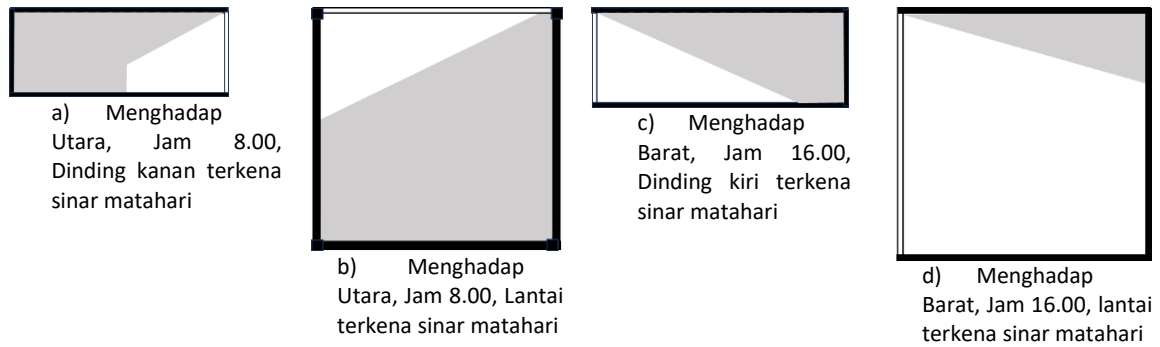 a) Menghadap
Utara, Jam 8.00,
Dinding kanan terkena
sinar matahari
b) Menghadap
Utara, Jam 8.00, Lantai
terkena sinar matahari
c) Menghadap
Barat, Jam 16.00,
Dinding kiri terkena
sinar matahari
d) Menghadap
Barat, Jam 16.00, lantai
terkena sinar matahari